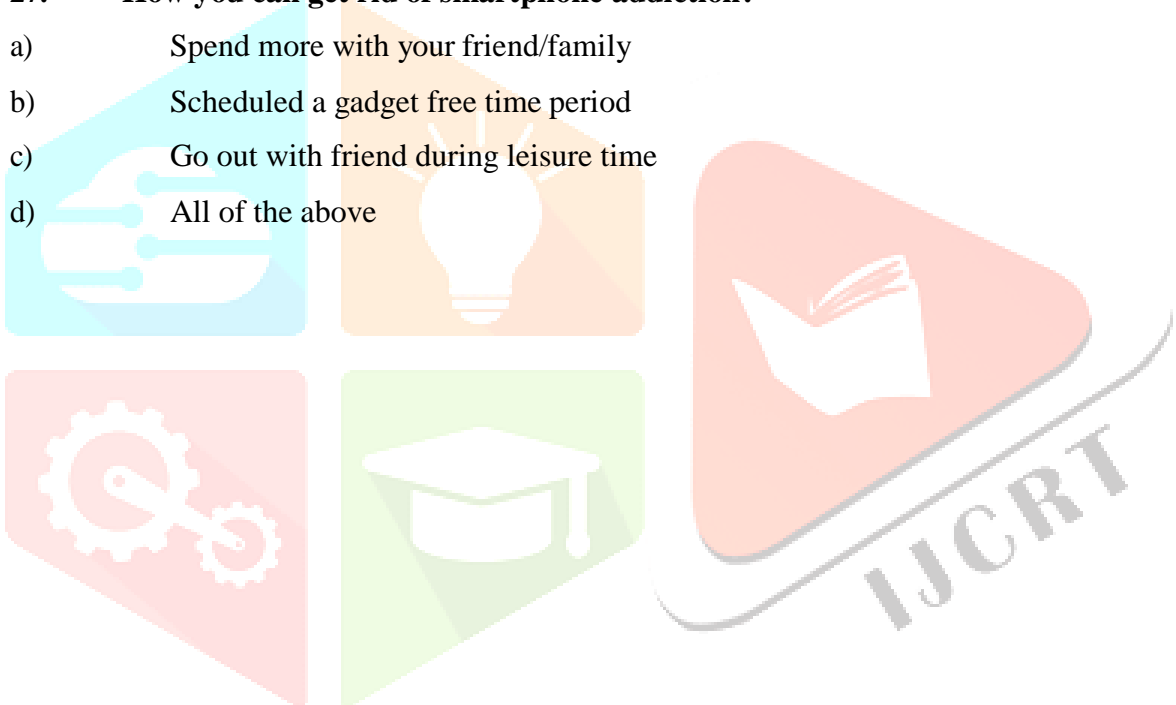 27. How you can get rid of smartphone addiction?
a) Spend more with your friend/family
b) Scheduled a gadget free time period
c) Go out with friend during leisure time
d) All of the above
IJCRT